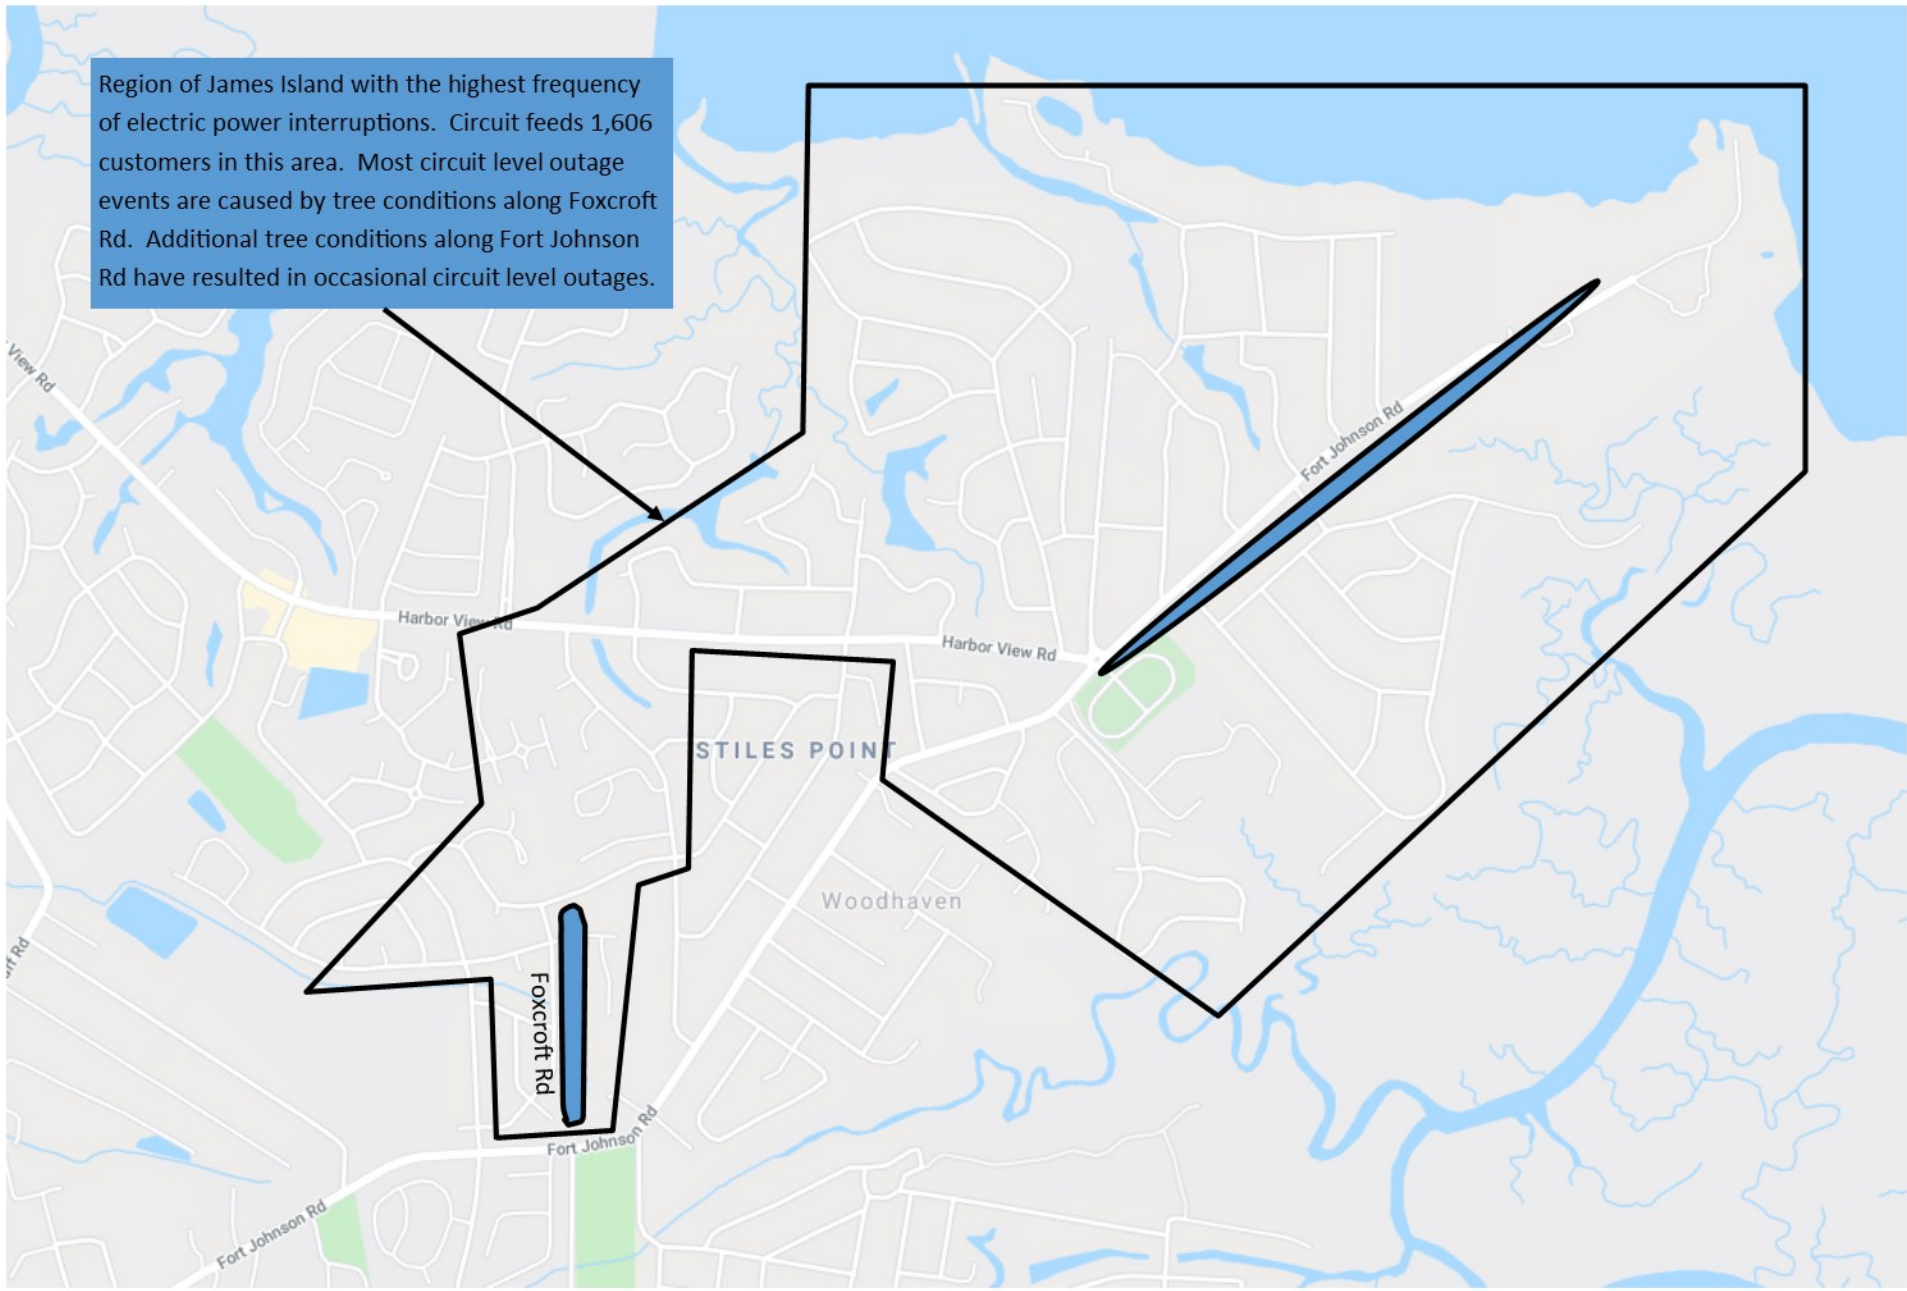 Region of James Island with the highest frequency
of electric power interruptions. Circuit feeds 1,606
customers in this area. Most circuit level outage
events are caused by tree conditions along Foxcroft
Rd. Additional tree conditions along Fort Johnson
Rd have resulted in occasional circuit level outages.
View Rd
Fort Johnson Rd
Harbor View Rd
Harbor View Rd
STILES POINT
Woodhaven
Foxcroft Rd
Fort Johnson Rd
Fort Johnson Rd